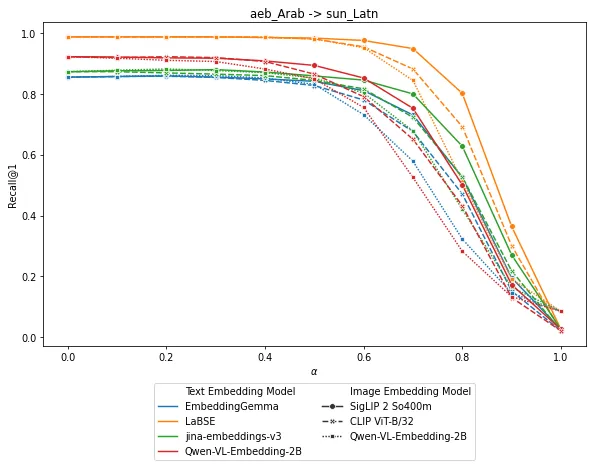 aeb_Arab -> sun_Latn
1.0
0.8
0.6
0.4
0.2
0.0
Recall@1
0.0 0.2 0.4 0.6 0.8 1.0
α
Text Embedding Model
EmbeddingGemma
LaBSE
jina-embeddings-v3
Qwen-VL-Embedding-2B
Image Embedding Model
SigLIP 2 So400m
CLIP ViT-B/32
Qwen-VL-Embedding-2B